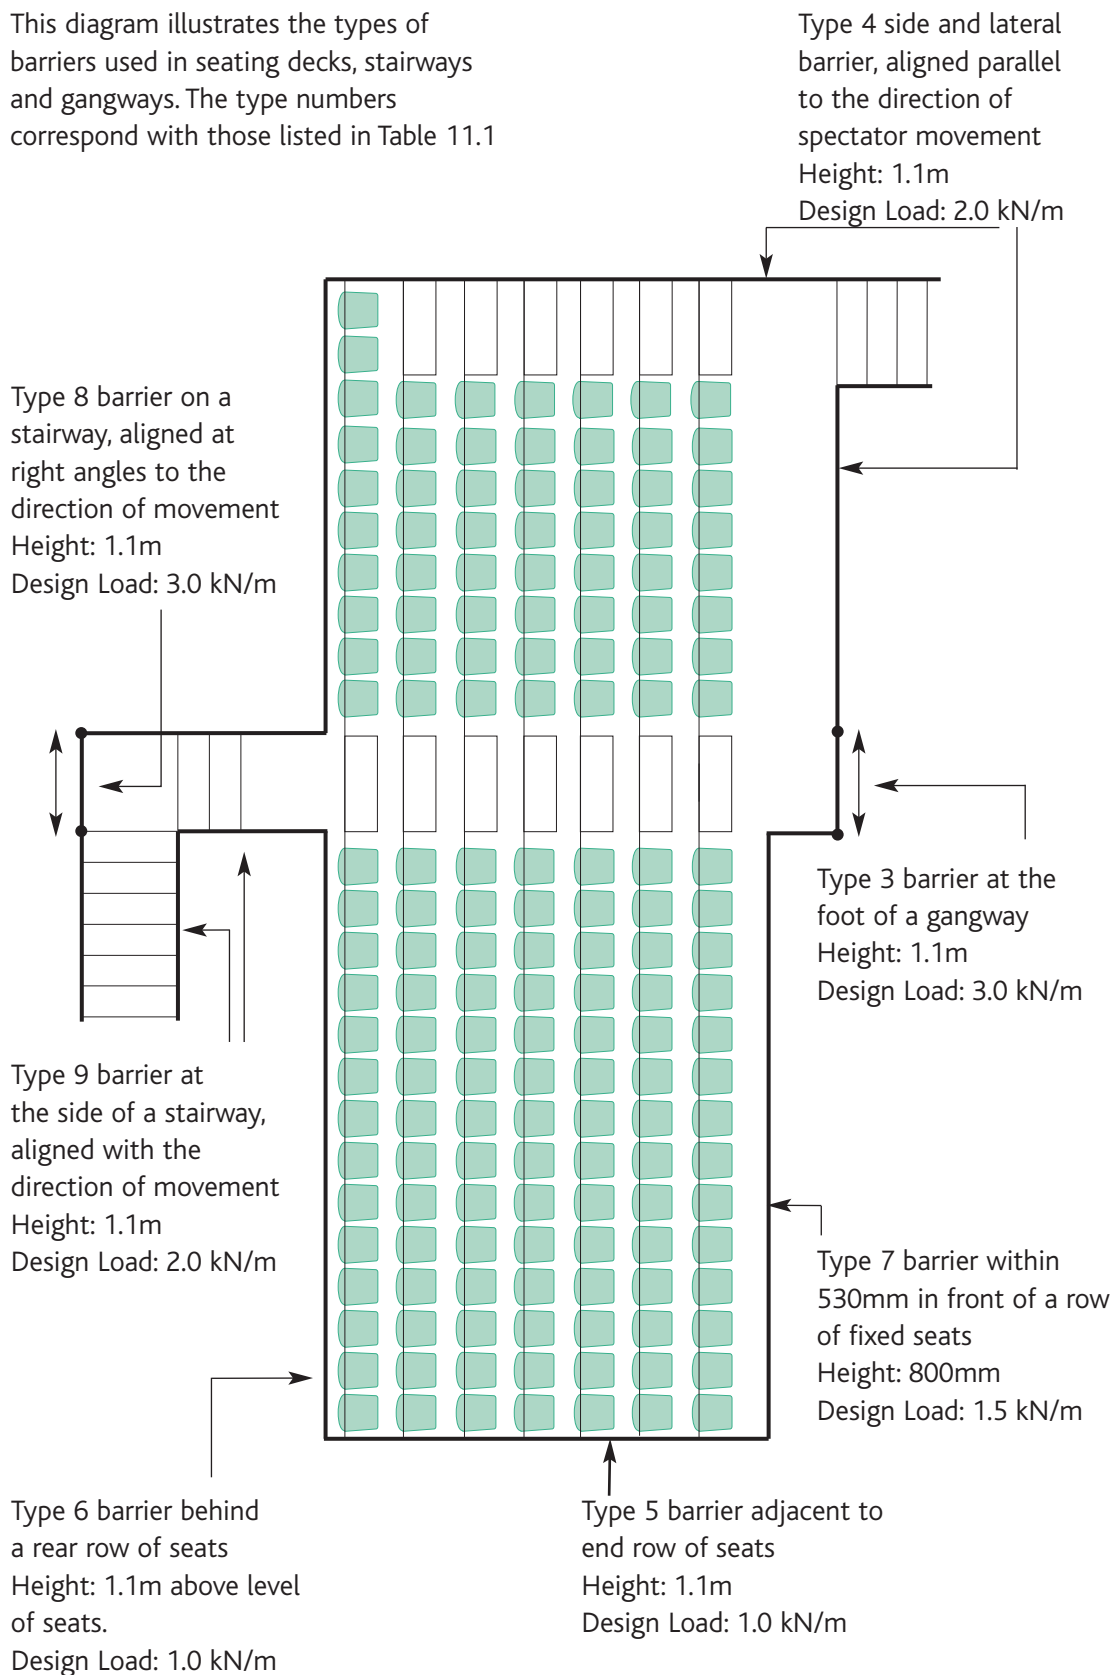 This diagram illustrates the types of
barriers used in seating decks, stairways
and gangways. The type numbers
correspond with those listed in Table 11.1
Type 4 side and lateral
barrier, aligned parallel
to the direction of
spectator movement
Height: 1.1m
Design Load: 2.0 kN/m
Type 8 barrier on a
stairway, aligned at
right angles to the
direction of movement
Height: 1.1m
Design Load: 3.0 kN/m
Type 3 barrier at the
foot of a gangway
Height: 1.1m
Design Load: 3.0 kN/m
Type 9 barrier at
the side of a stairway,
aligned with the
direction of movement
Height: 1.1m
Design Load: 2.0 kN/m
Type 7 barrier within
530mm in front of a row
of fixed seats
Height: 800mm
Design Load: 1.5 kN/m
Type 6 barrier behind
a rear row of seats
Height: 1.1m above level
of seats.
Design Load: 1.0 kN/m
Type 5 barrier adjacent to
end row of seats
Height: 1.1m
Design Load: 1.0 kN/m